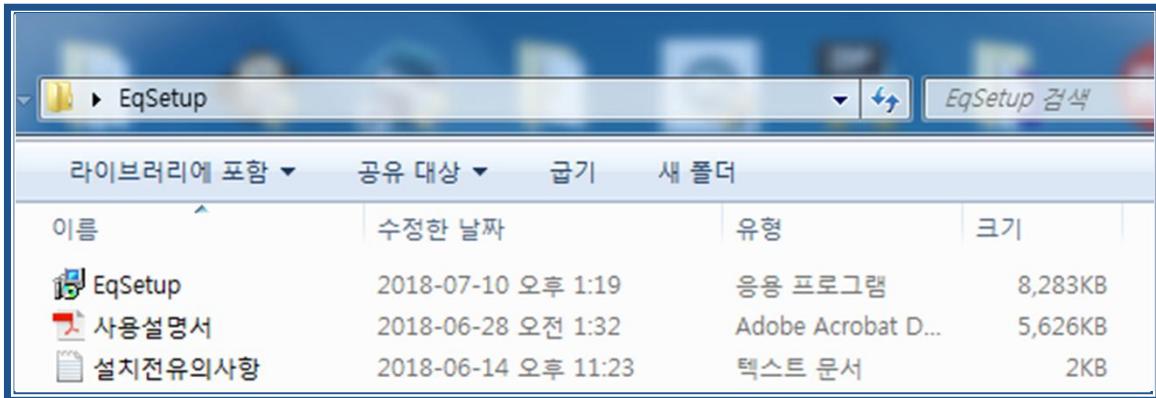 EqSetup EqSetup 검색
라이브러리에 포함 공유 대상 굽기 새 폴더
이름 수정한 날짜 유형 크기
EqSetup 2018-07-10 오후 1:19 응용 프로그램 8,283KB
사용설명서 2018-06-28 오전 1:32 Adobe Acrobat D... 5,626KB
설치전유의사항 2018-06-14 오후 11:23 텍스트 문서 2KB